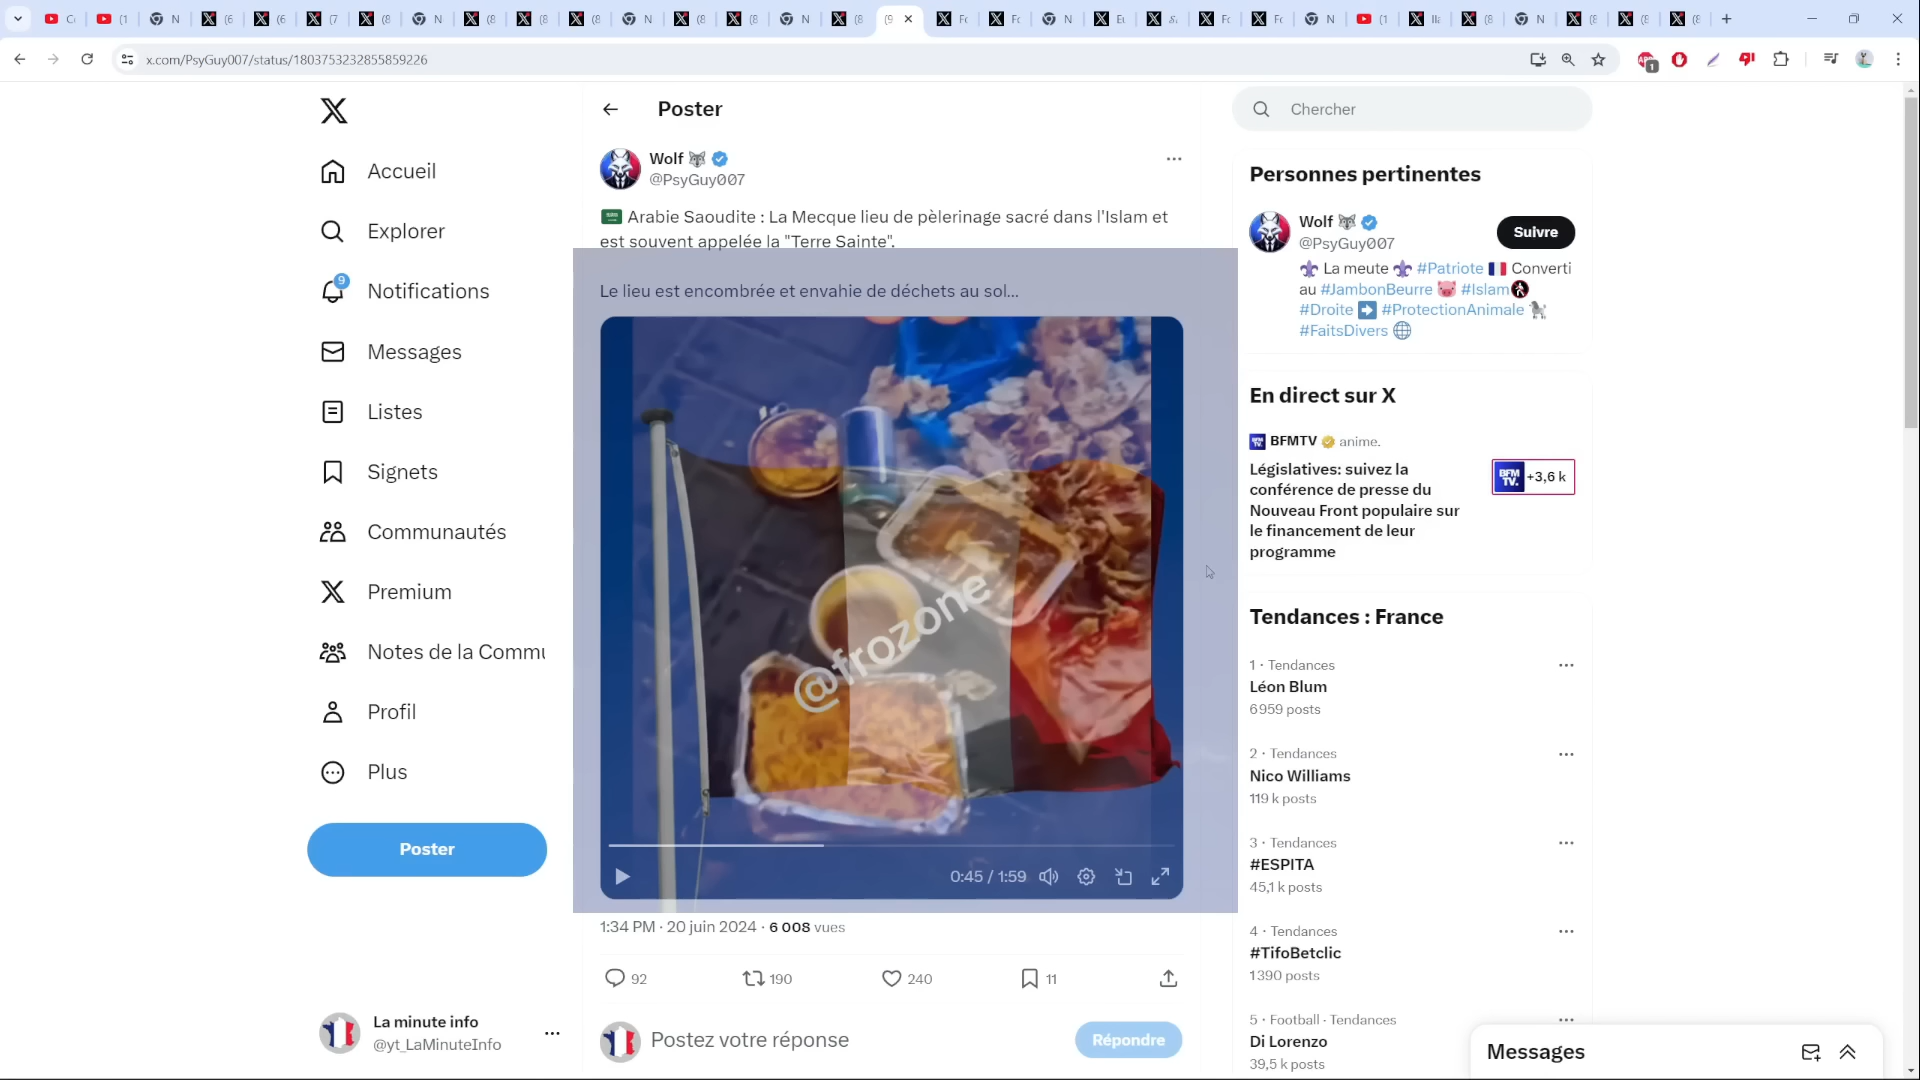 x.com/PsyGuy007/status/1803753232855859226
Accueil
Explorer
9
Notifications
Messages
Listes
Signets
Communautés
Premium
Notes de la Commu
Profil
Plus
Poster
La minute info
@yt_LaMinuteInfo
Poster
Wolf
@PsyGuy007
Arabie Saoudite : La Mecque lieu de pèlerinage sacré dans l'Islam et
est souvent appelée la "Terre Sainte".
Le lieu est encombrée et envahie de déchets au sol...
@frozone
0:45 / 1:59
1:34 PM · 20 juin 2024 · 6 008 vues
92
190
240
11
Postez votre réponse
Répondre
Chercher
Personnes pertinentes
Wolf
@PsyGuy007
Suivre
La meute #Patriote Converti
au #JambonBeurre #Islam
#Droite #ProtectionAnimale
#FaitsDivers
En direct sur X
BFMTV anime.
Législatives: suivez la
conférence de presse du
Nouveau Front populaire sur
le financement de leur
programme
BFM TV. +3,6 k
Tendances : France
1 · Tendances
Léon Blum
6 959 posts
2 · Tendances
Nico Williams
119 k posts
3 · Tendances
#ESPITA
45,1 k posts
4 · Tendances
#TifoBetclic
1 390 posts
5 · Football · Tendances
Di Lorenzo
39,5 k posts
Messages